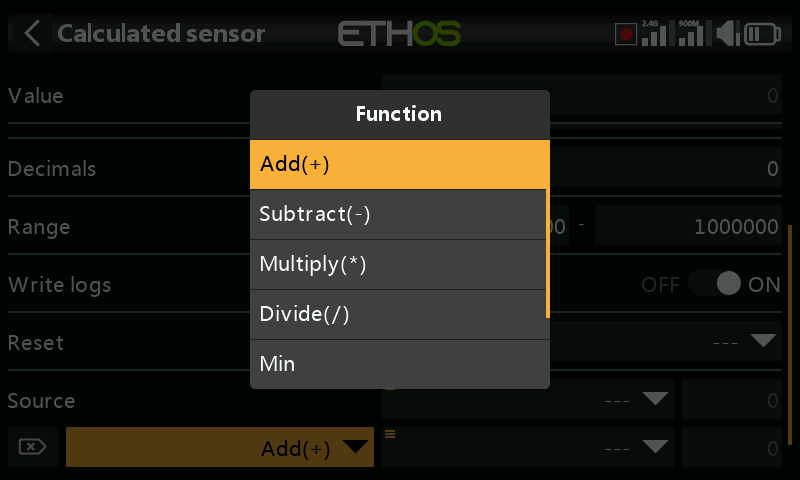 Calculated sensor
ETHOS
2.4G
900M
Value
0
Function
Add(+)
Decimals
0
Subtract(-)
Range
00 - 1000000
Multiply(*)
Write logs
OFF ON
Divide(/)
Reset
---
Min
Source
--- 0
Add(+) --- 0